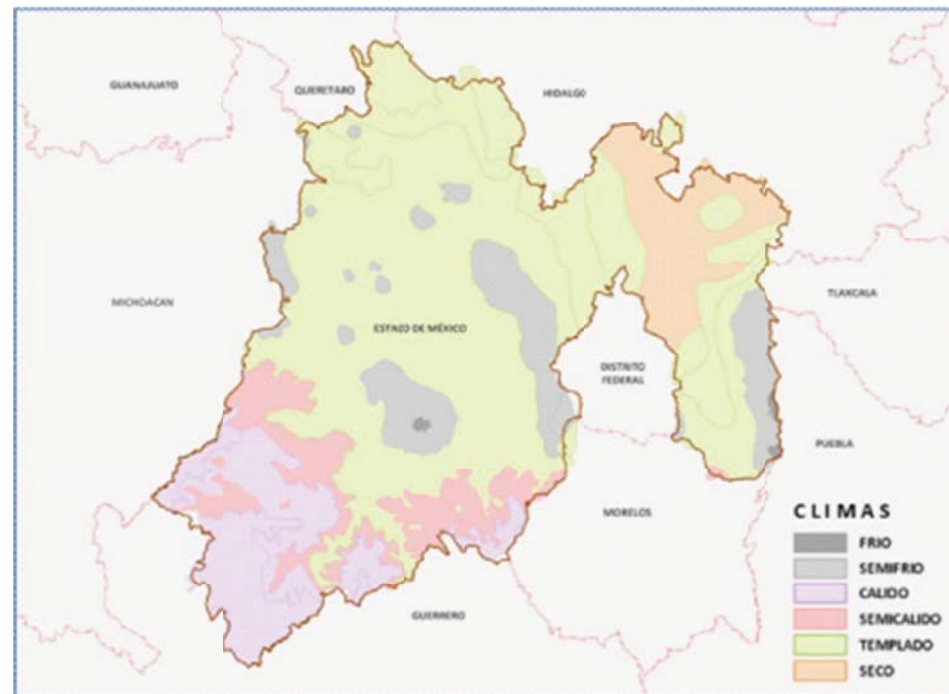 GUANAJUATO
QUERETARO
HIDALGO
MICHOACAN
ESTADO DE MÉXICO
TLAXCALA
DISTRITO
FEDERAL
PUEBLA
MORELOS
GUERRERO
CLIMAS
FRIO
SEMIFRIO
CALIDO
SEMICALIDO
TEMPLADO
SECO